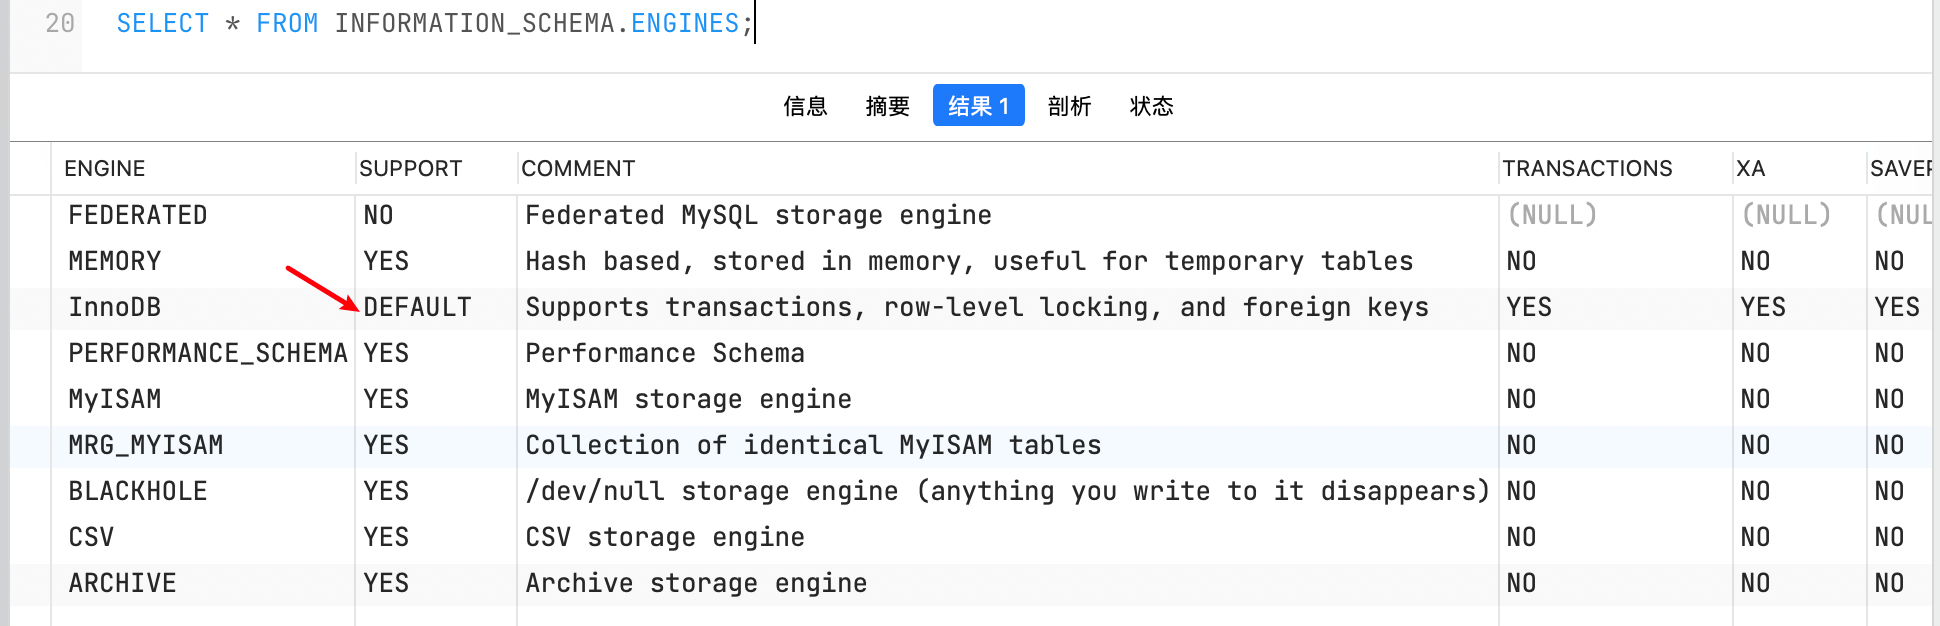 20 SELECT * FROM INFORMATION_SCHEMA.ENGINES;
信息 摘要 结果 1 剖析 状态
ENGINE SUPPORT COMMENT TRANSACTIONS XA SAVEP
FEDERATED NO Federated MySQL storage engine (NULL) (NULL) (NUL
MEMORY YES Hash based, stored in memory, useful for temporary tables NO NO NO
InnoDB DEFAULT Supports transactions, row-level locking, and foreign keys YES YES YES
PERFORMANCE_SCHEMA YES Performance Schema NO NO NO
MyISAM YES MyISAM storage engine NO NO NO
MRG_MYISAM YES Collection of identical MyISAM tables NO NO NO
BLACKHOLE YES /dev/null storage engine (anything you write to it disappears) NO NO NO
CSV YES CSV storage engine NO NO NO
ARCHIVE YES Archive storage engine NO NO NO